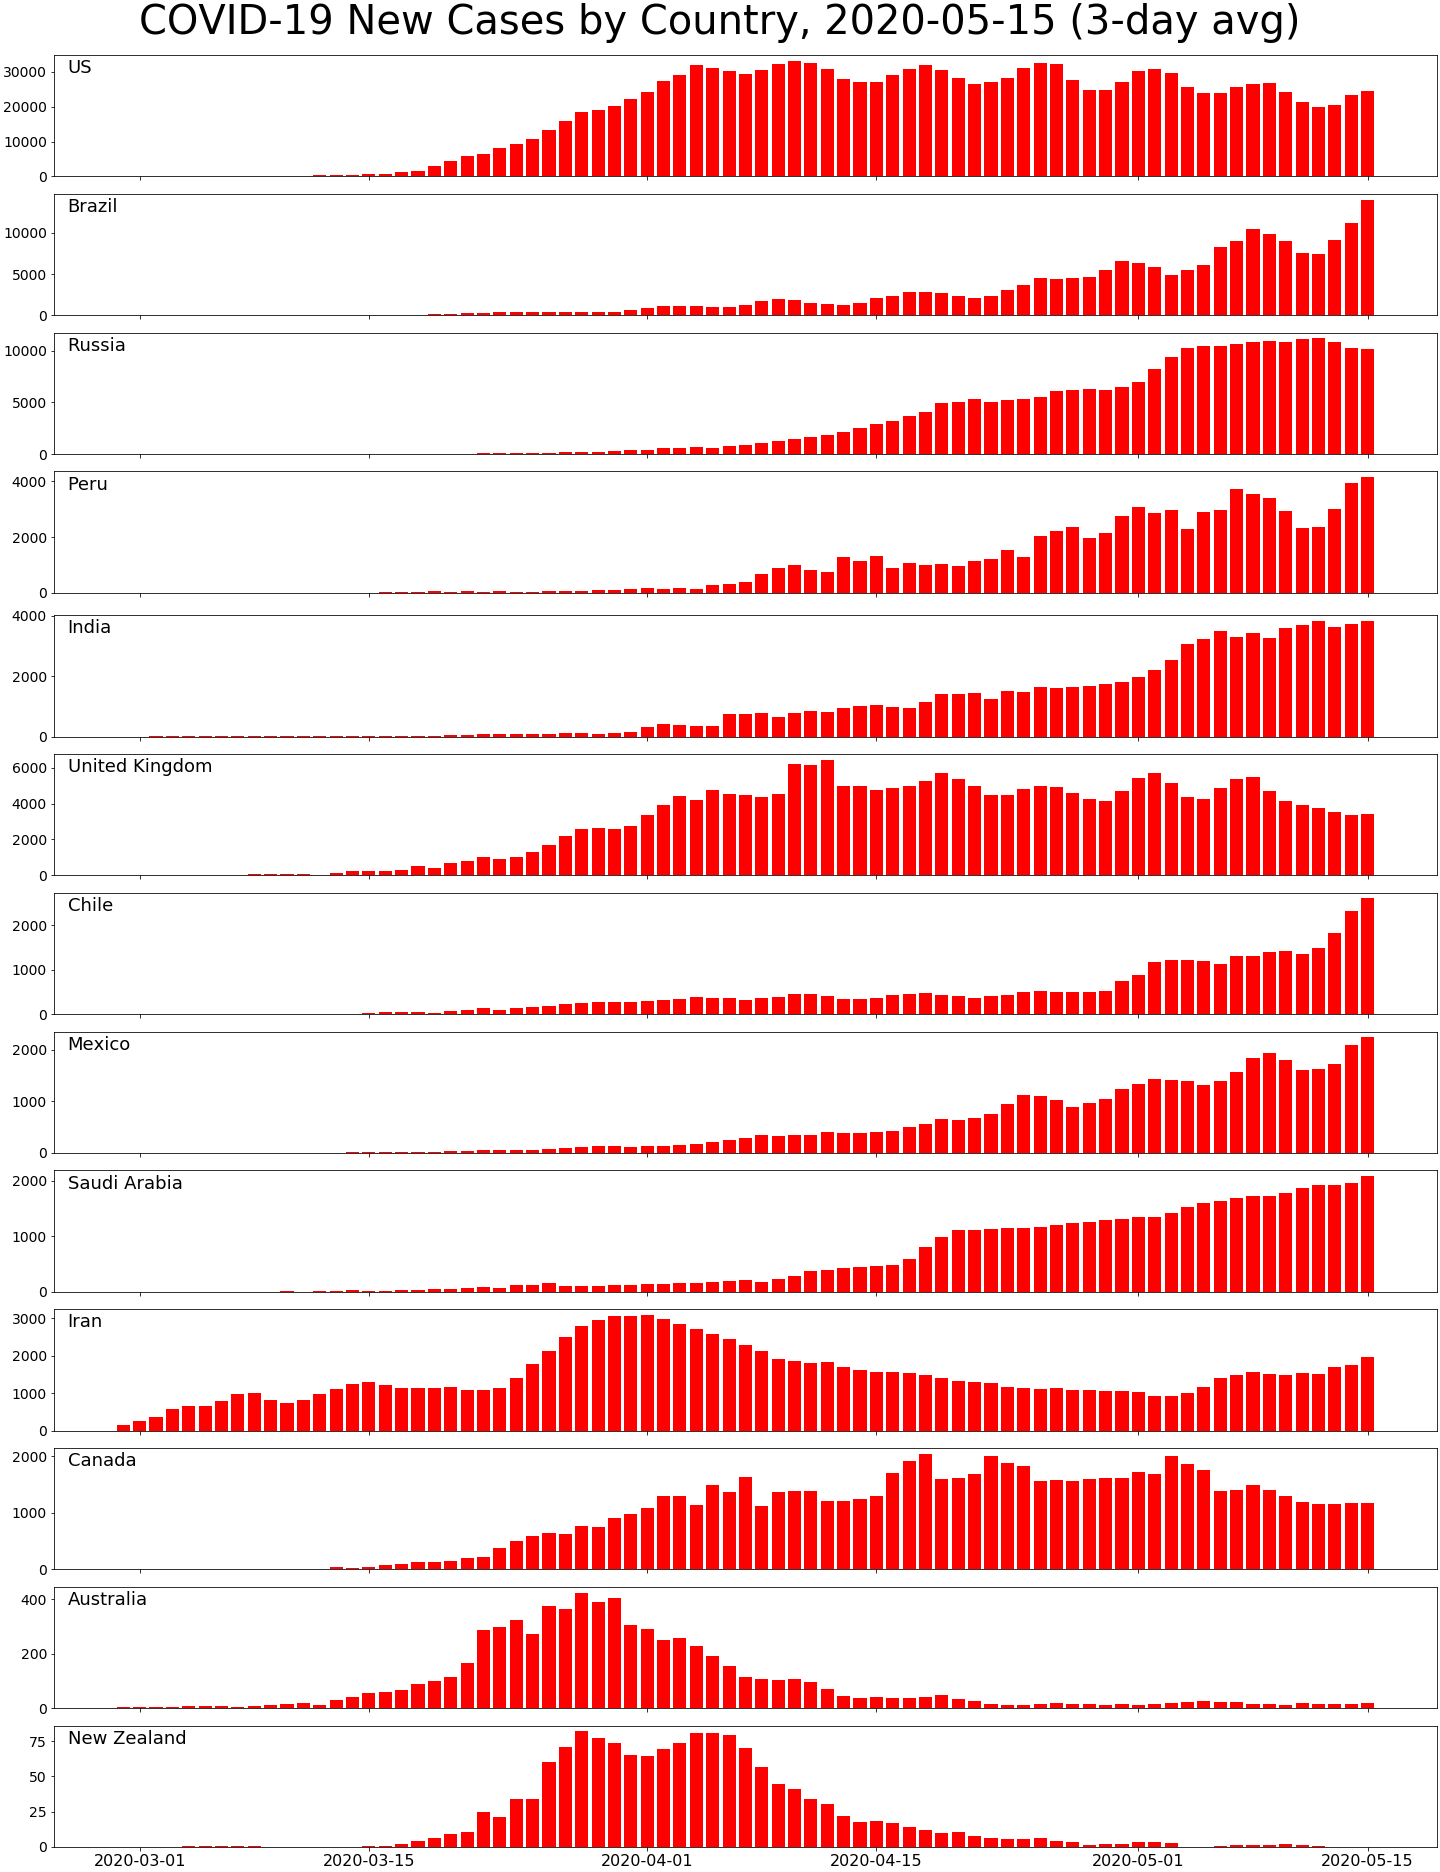 COVID-19 New Cases by Country, 2020-05-15 (3-day avg)
US
30000
20000
10000
0
Brazil
10000
5000
0
Russia
10000
5000
0
Peru
4000
2000
0
India
4000
2000
0
United Kingdom
6000
4000
2000
0
Chile
2000
1000
0
Mexico
2000
1000
0
Saudi Arabia
2000
1000
0
Iran
3000
2000
1000
0
Canada
2000
1000
0
Australia
400
200
0
New Zealand
75
50
25
0
2020-03-01 2020-03-15 2020-04-01 2020-04-15 2020-05-01 2020-05-15